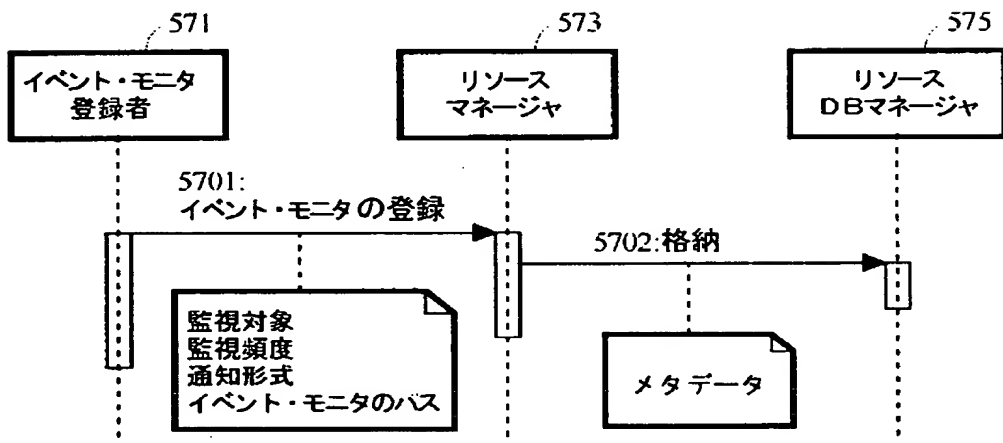 571
イベント・モニタ
登録者
573
リソース
マネージャ
575
リソース
DBマネージャ
5701:
イベント・モニタの登録
5702:格納
監視対象
監視頻度
通知形式
イベント・モニタのパス
メタデータ